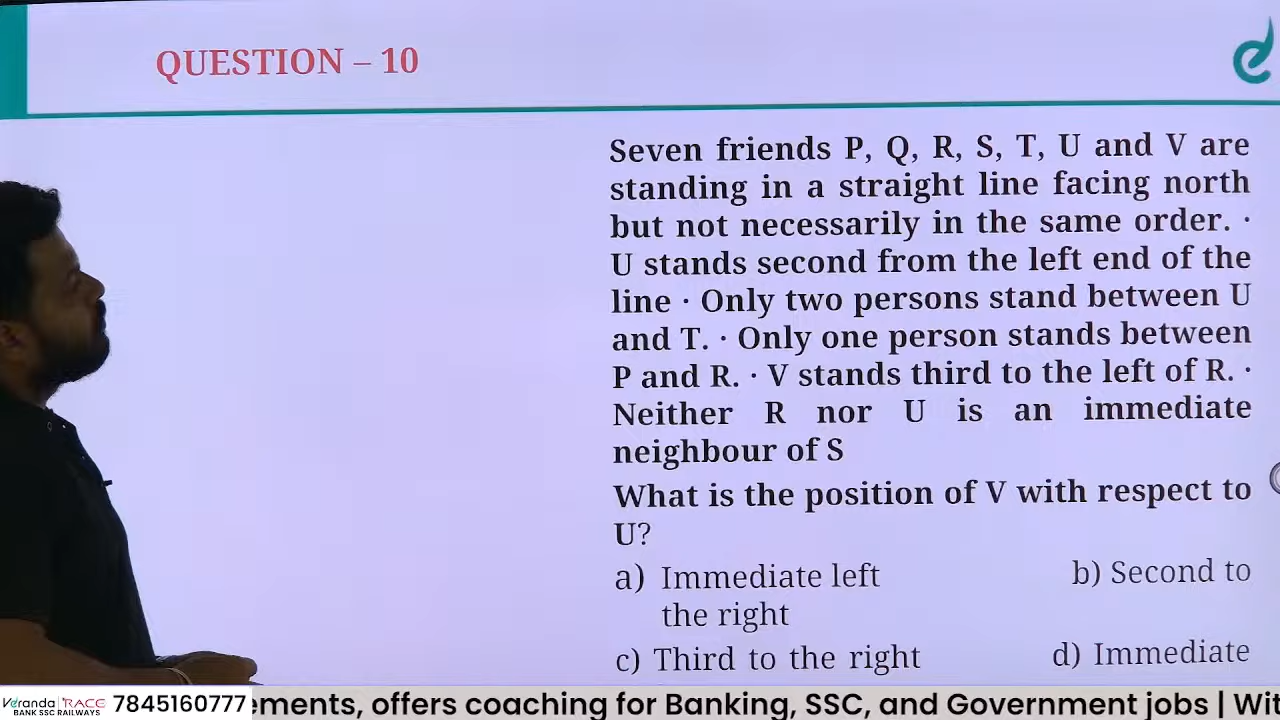 QUESTION – 10
Seven friends P, Q, R, S, T, U and V are
standing in a straight line facing north
but not necessarily in the same order. ·
U stands second from the left end of the
line · Only two persons stand between U
and T. · Only one person stands between
P and R. · V stands third to the left of R. ·
Neither R nor U is an immediate
neighbour of S
What is the position of V with respect to
U?
a) Immediate left b) Second to
the right
c) Third to the right d) Immediate
Veranda RACE
BANK SSC RAILWAYS
7845160777
ements, offers coaching for Banking, SSC, and Government jobs | Wit